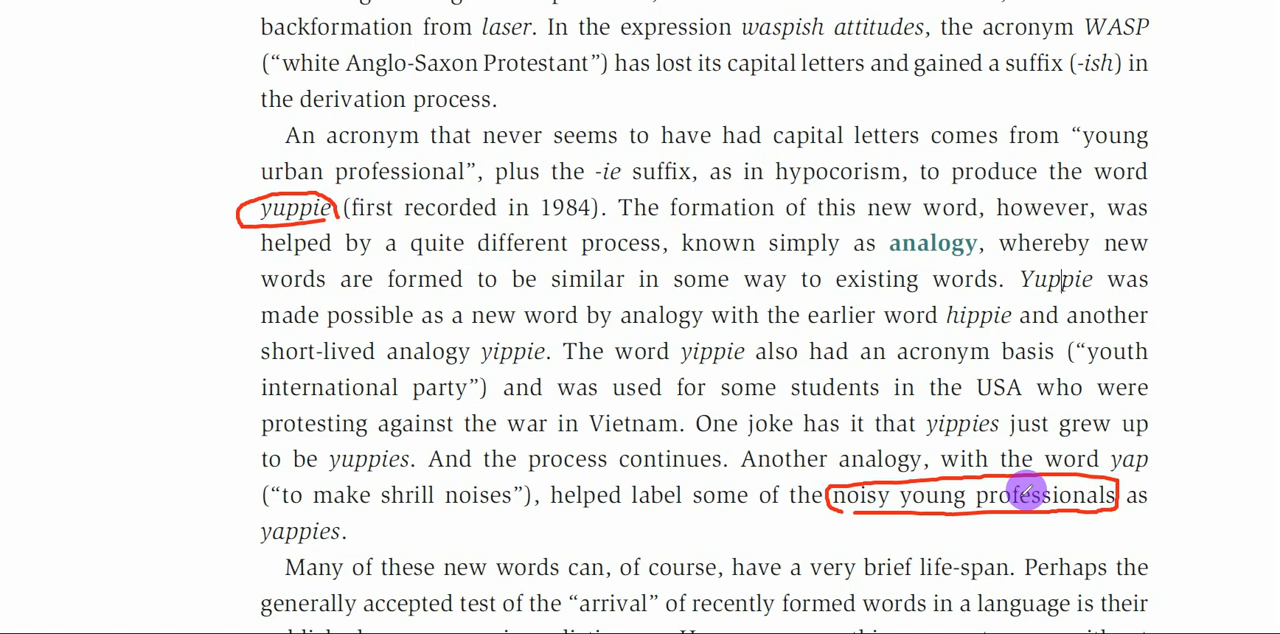 backformation from laser. In the expression waspish attitudes, the acronym WASP
(“white Anglo-Saxon Protestant”) has lost its capital letters and gained a suffix (-ish) in
the derivation process.
An acronym that never seems to have had capital letters comes from “young
urban professional”, plus the -ie suffix, as in hypocorism, to produce the word
yuppie (first recorded in 1984). The formation of this new word, however, was
helped by a quite different process, known simply as analogy, whereby new
words are formed to be similar in some way to existing words. Yuppie was
made possible as a new word by analogy with the earlier word hippie and another
short-lived analogy yippie. The word yippie also had an acronym basis (“youth
international party”) and was used for some students in the USA who were
protesting against the war in Vietnam. One joke has it that yippies just grew up
to be yuppies. And the process continues. Another analogy, with the word yap
(“to make shrill noises”), helped label some of the noisy young professionals as
yappies.
Many of these new words can, of course, have a very brief life-span. Perhaps the
generally accepted test of the “arrival” of recently formed words in a language is their